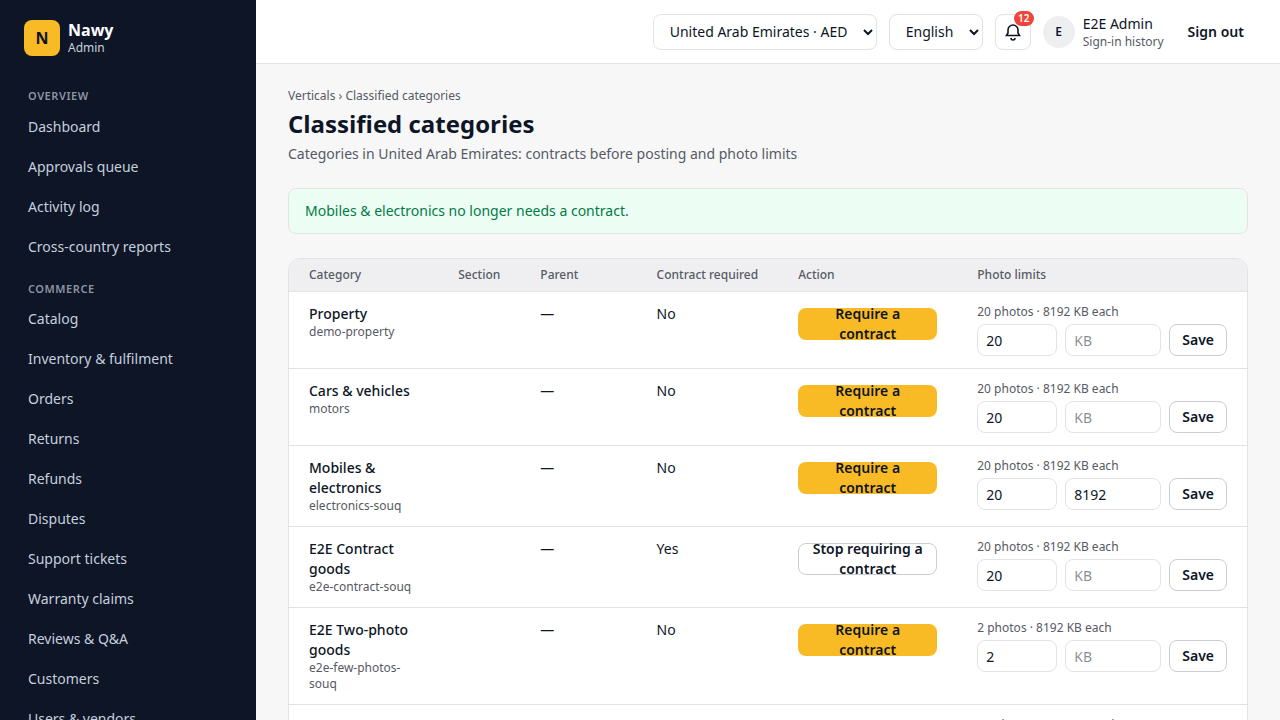 N
Nawy
Admin
United Arab Emirates · AED
English
12
E
E2E Admin
Sign-in history
Sign out
OVERVIEW
Dashboard
Approvals queue
Activity log
Cross-country reports
COMMERCE
Catalog
Inventory & fulfilment
Orders
Returns
Refunds
Disputes
Support tickets
Warranty claims
Reviews & Q&A
Customers
Users & vendors
Verticals › Classified categories
Classified categories
Categories in United Arab Emirates: contracts before posting and photo limits
Mobiles & electronics no longer needs a contract.
Category Section Parent Contract required Action Photo limits
Property
demo-property
—
No
Require a
contract
20 photos · 8192 KB each
20 KB Save
Cars & vehicles
motors
—
No
Require a
contract
20 photos · 8192 KB each
20 KB Save
Mobiles &
electronics
electronics-souq
—
No
Require a
contract
20 photos · 8192 KB each
20 8192 Save
E2E Contract
goods
e2e-contract-souq
—
Yes
Stop requiring a
contract
20 photos · 8192 KB each
20 KB Save
E2E Two-photo
goods
e2e-few-photos-
souq
—
No
Require a
contract
2 photos · 8192 KB each
2 KB Save